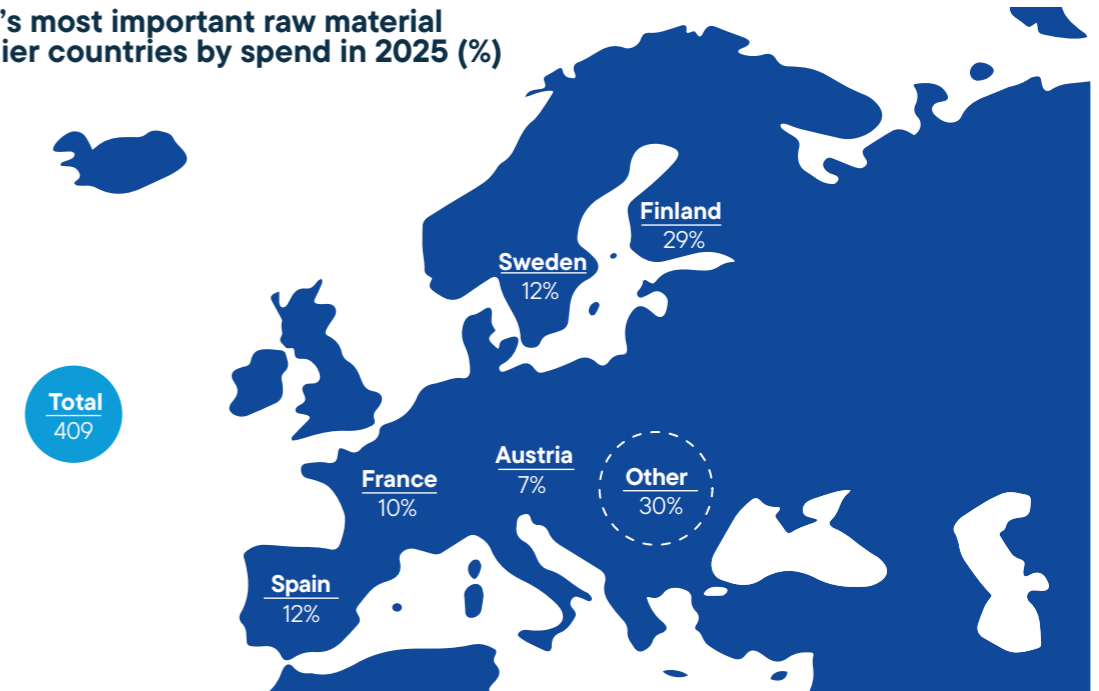 ’s most important raw material
ier countries by spend in 2025 (%)
Finland
29%
Sweden
12%
Total
409
Austria
7%
France
10%
Other
30%
Spain
12%